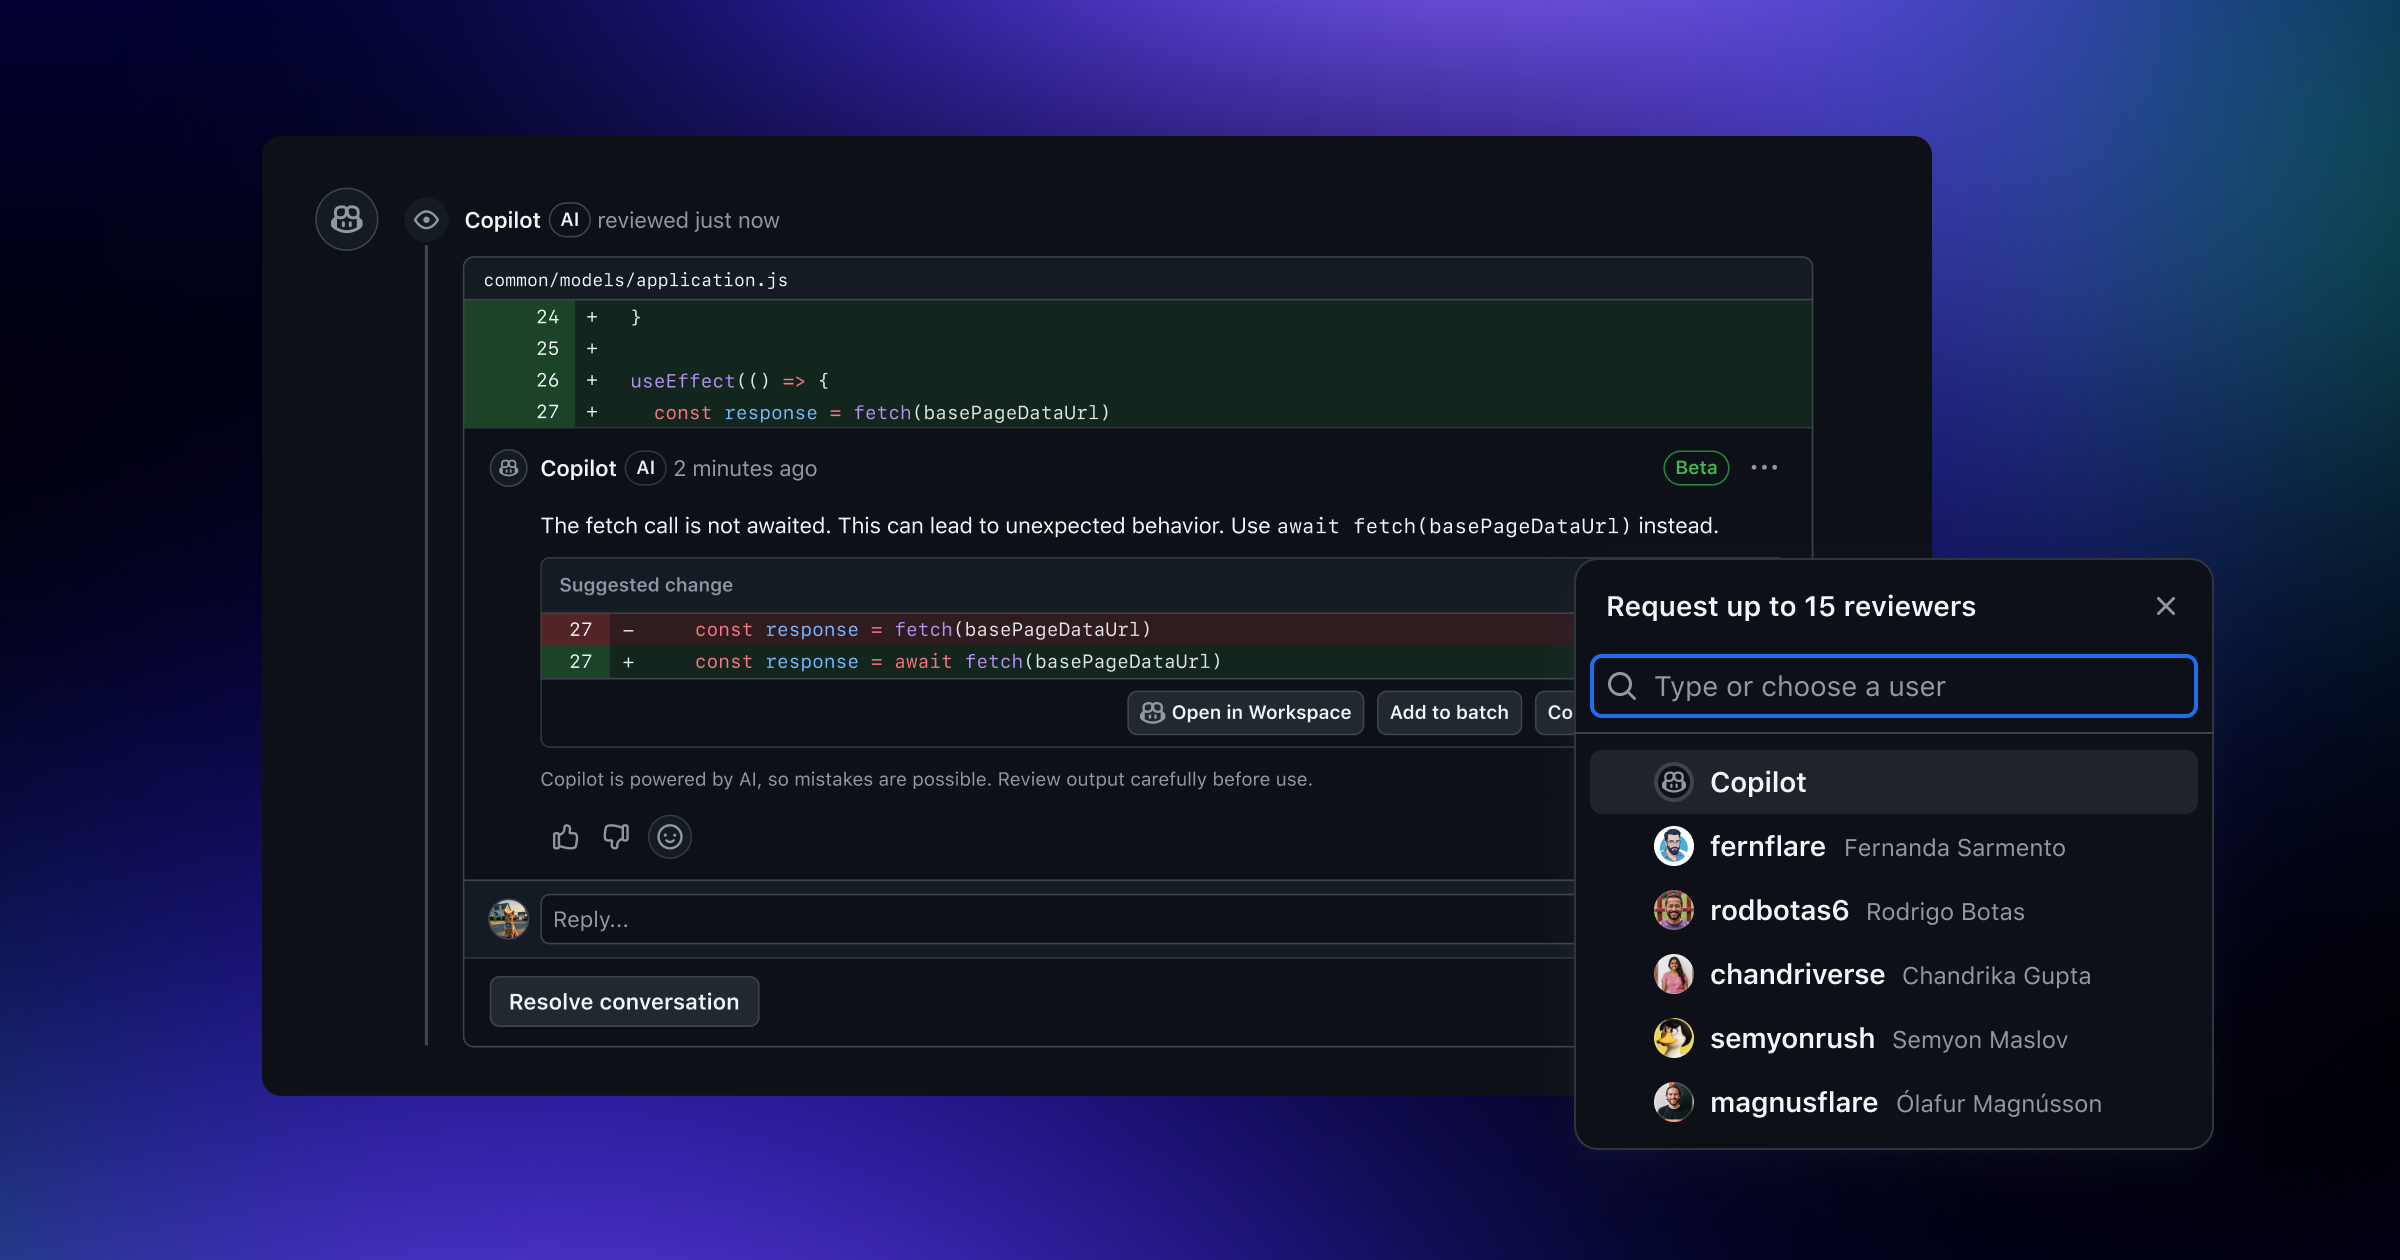 Copilot AI reviewed just now
common/models/application.js
24 + }
25 +
26 + useEffect(() => {
27 + const response = fetch(basePageDataUrl)
Copilot AI 2 minutes ago Beta
The fetch call is not awaited. This can lead to unexpected behavior. Use await fetch(basePageDataUrl) instead.
Suggested change
27 - const response = fetch(basePageDataUrl)
27 + const response = await fetch(basePageDataUrl)
Open in Workspace Add to batch Co
Copilot is powered by AI, so mistakes are possible. Review output carefully before use.
Reply...
Resolve conversation
Request up to 15 reviewers
Type or choose a user
Copilot
fernflare Fernanda Sarmento
rodbotas6 Rodrigo Botas
chandriverse Chandrika Gupta
semyonrush Semyon Maslov
magnusflare Ólafur Magnússon